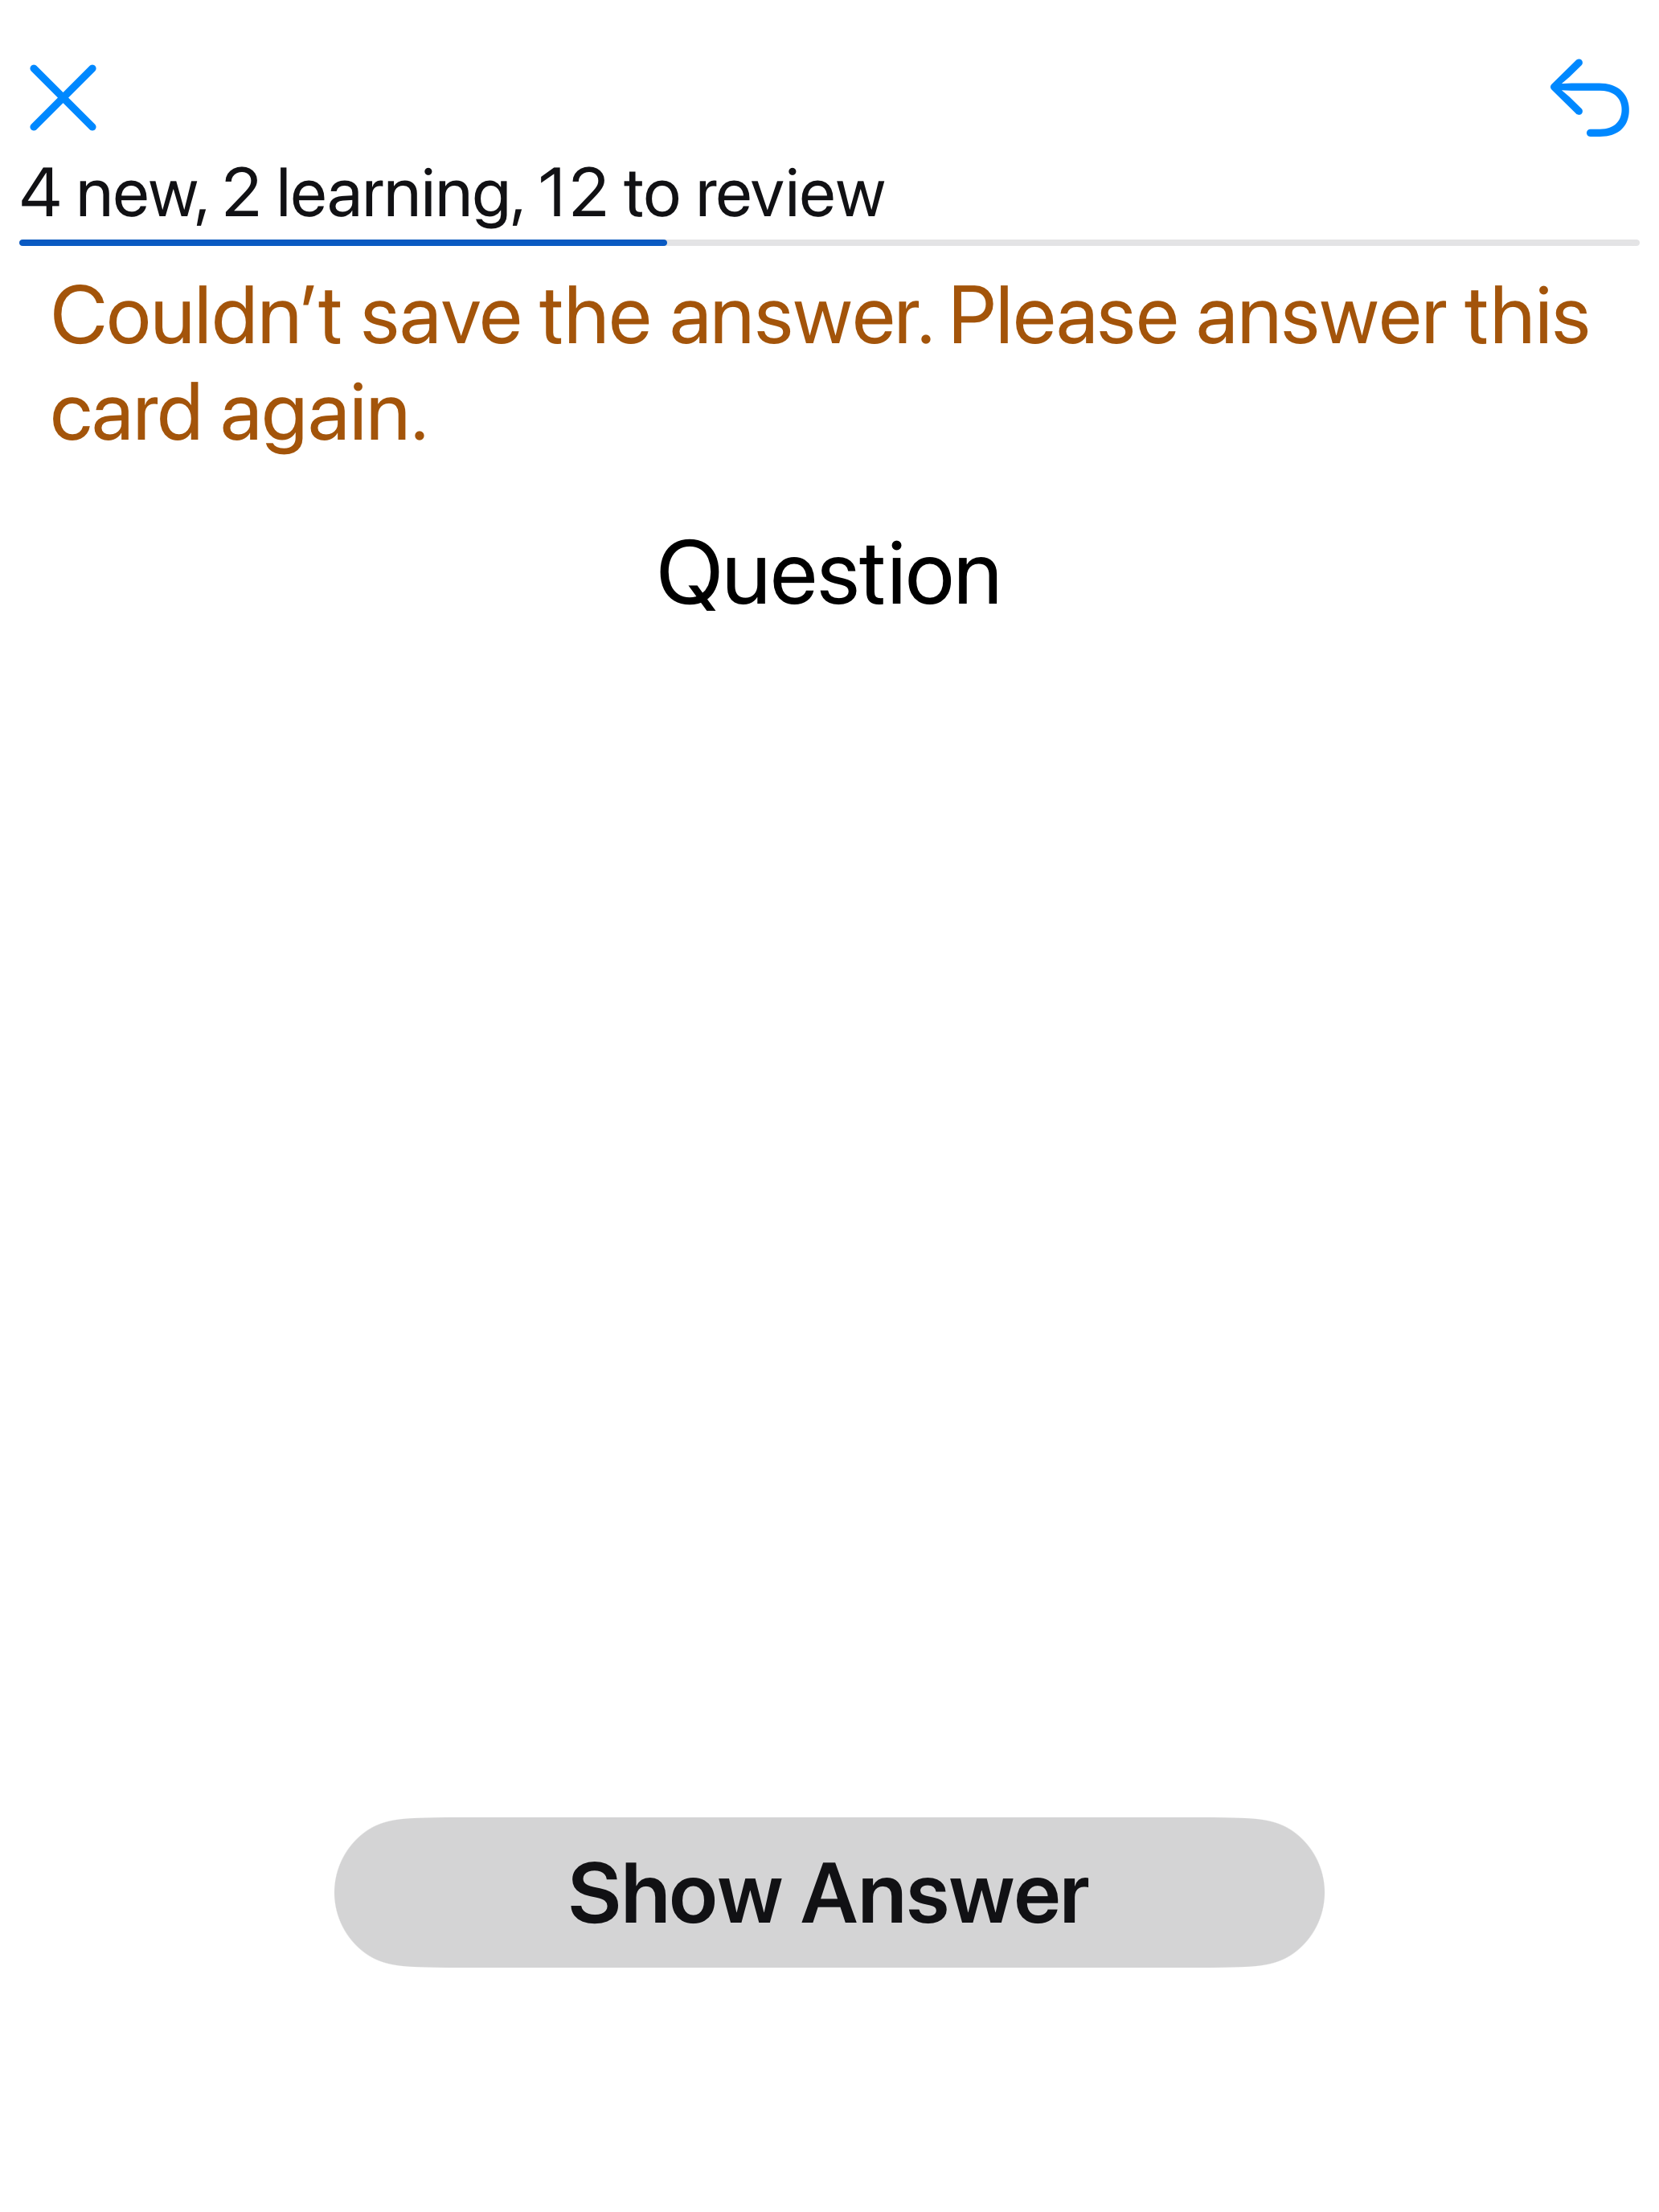 4 new, 2 learning, 12 to review
Couldn’t save the answer. Please answer this
card again.
Question
Show Answer